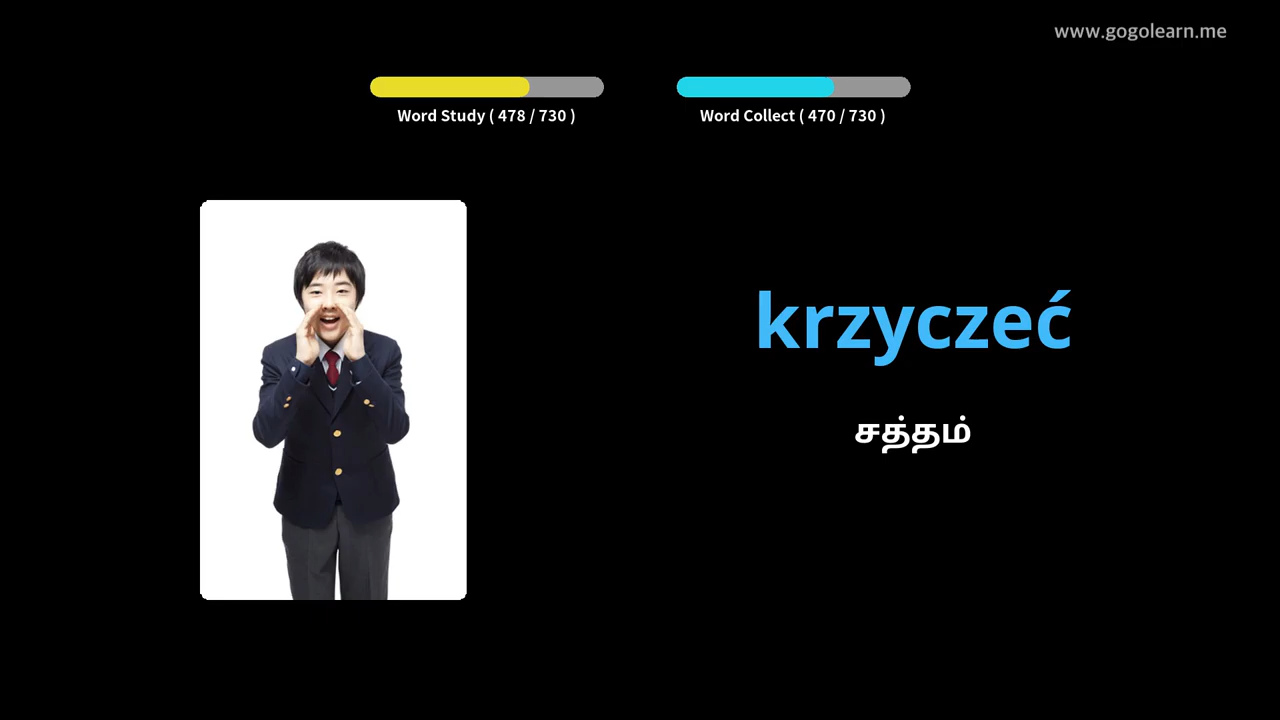 www.gogolearn.me
Word Study ( 478 / 730 )
Word Collect ( 470 / 730 )
krzyczeć
சத்தம்